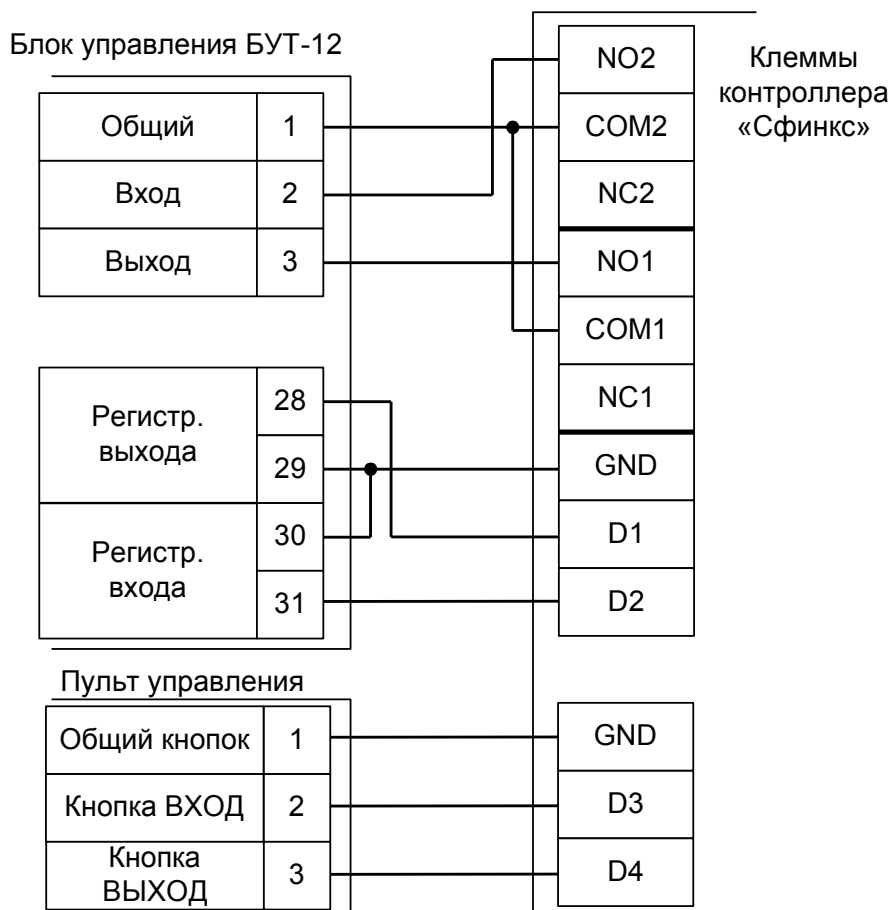 Блок управления БУТ-12
Общий 1
Вход 2
Выход 3
Регистр.
выхода
28
29
Регистр.
входа
30
31
Пульт управления
Общий кнопок 1
Кнопка ВХОД 2
Кнопка
ВЫХОД
3
NO2
COM2
NC2
NO1
COM1
NC1
GND
D1
D2
GND
D3
D4
Клеммы
контроллера
«Сфинкс»